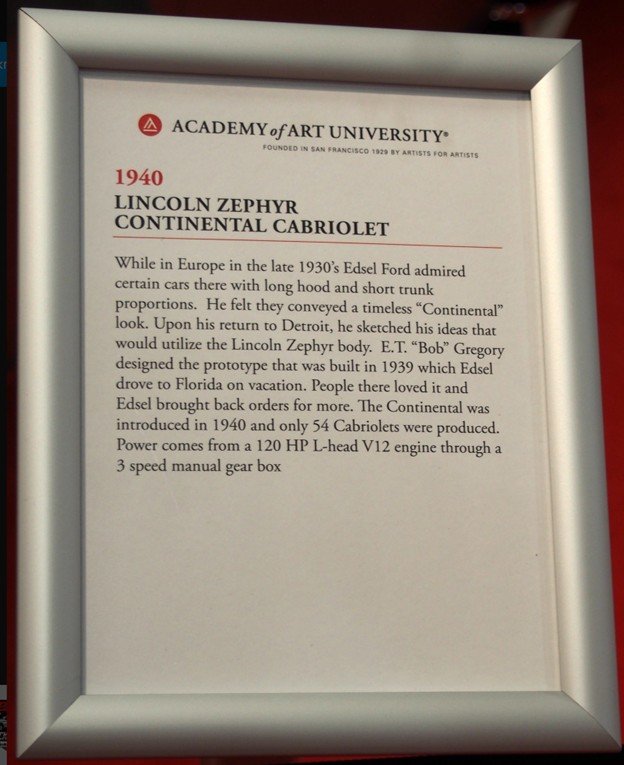 ACADEMY of ART UNIVERSITY®
FOUNDED IN SAN FRANCISCO 1929 BY ARTISTS FOR ARTISTS
1940
LINCOLN ZEPHYR
CONTINENTAL CABRIOLET
While in Europe in the late 1930's Edsel Ford admired
certain cars there with long hood and short trunk
proportions.  He felt they conveyed a timeless “Continental”
look. Upon his return to Detroit, he sketched his ideas that
would utilize the Lincoln Zephyr body.  E.T. “Bob” Gregory
designed the prototype that was built in 1939 which Edsel
drove to Florida on vacation. People there loved it and
Edsel brought back orders for more. The Continental was
introduced in 1940 and only 54 Cabriolets were produced.
Power comes from a 120 HP L-head V12 engine through a
3 speed manual gear box